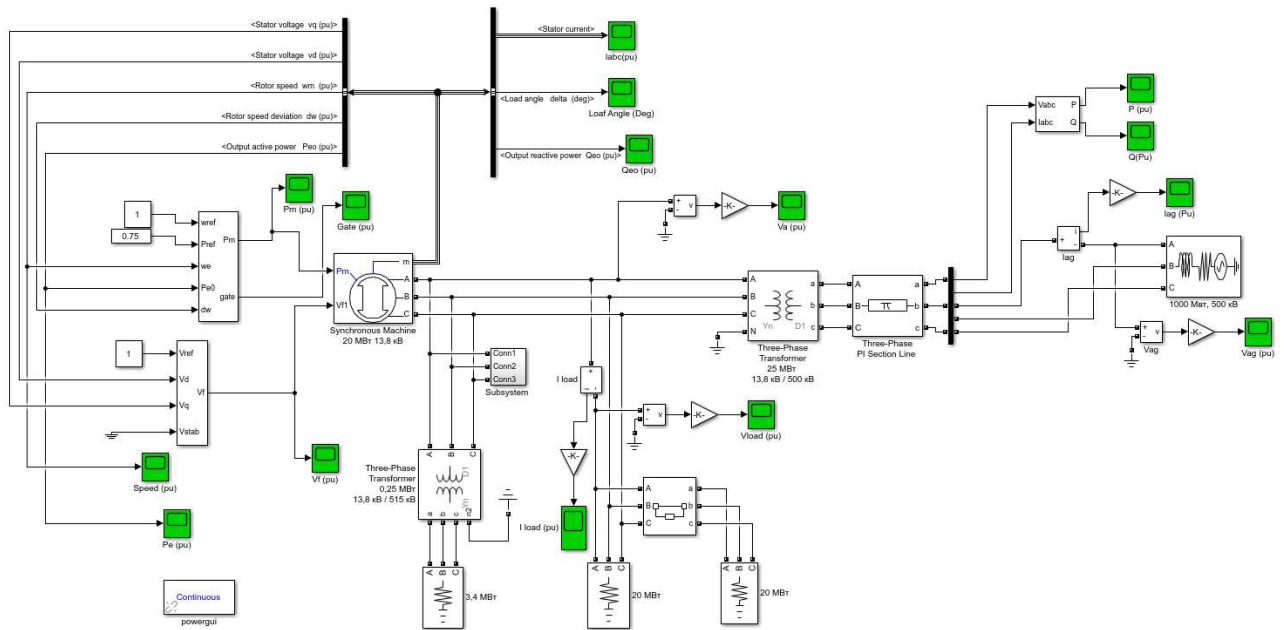 <Stator voltage vq (pu)>
<Stator voltage vd (pu)>
<Rotor speed wm (pu)>
<Rotor speed deviation dw (pu)>
<Output active power Peo (pu)>
<Stator current>
Iabc(pu)
<Load angle delta (deg)>
Loaf Angle (Deg)
<Output reactive power Qeo (pu)>
Qeo (pu)
Pm (pu)
Gate (pu)
1
0.75
wref
Pref
we
Pe0
dw
Pm
gate
Pm
Vf1
m
A
B
C
Synchronous Machine
20 МВт 13,8 кВ
1
Vref
Vd
Vq
Vstab
Vf
Speed (pu)
Pe (pu)
Vf (pu)
Continuous
powergui
Conn1
Conn2
Conn3
Subsystem
Three-Phase
Transformer
0,25 МВт
13,8 кВ / 515 кВ
A
B
C
D1
Yn
a
b
c
n2
A
B
C
3,4 МВт
+
-
v
-K-
Va (pu)
I load
+
-
i
-K-
I load (pu)
+
-
v
-K-
Vload (pu)
A
B
C
a
b
c
A
B
C
20 МВт
A
B
C
20 МВт
A
B
C
N
Yn
D1
a
b
c
Three-Phase
Transformer
25 МВт
13,8 кВ / 500 кВ
A
B
C
π
a
b
c
Three-Phase
PI Section Line
Vabc
Iabc
P
Q
P (pu)
Q(Pu)
+
i
-
Iag
-K-
Iag (Pu)
A
B
C
1000 Мвт, 500 кВ
+
-
v
Vag
-K-
Vag (pu)